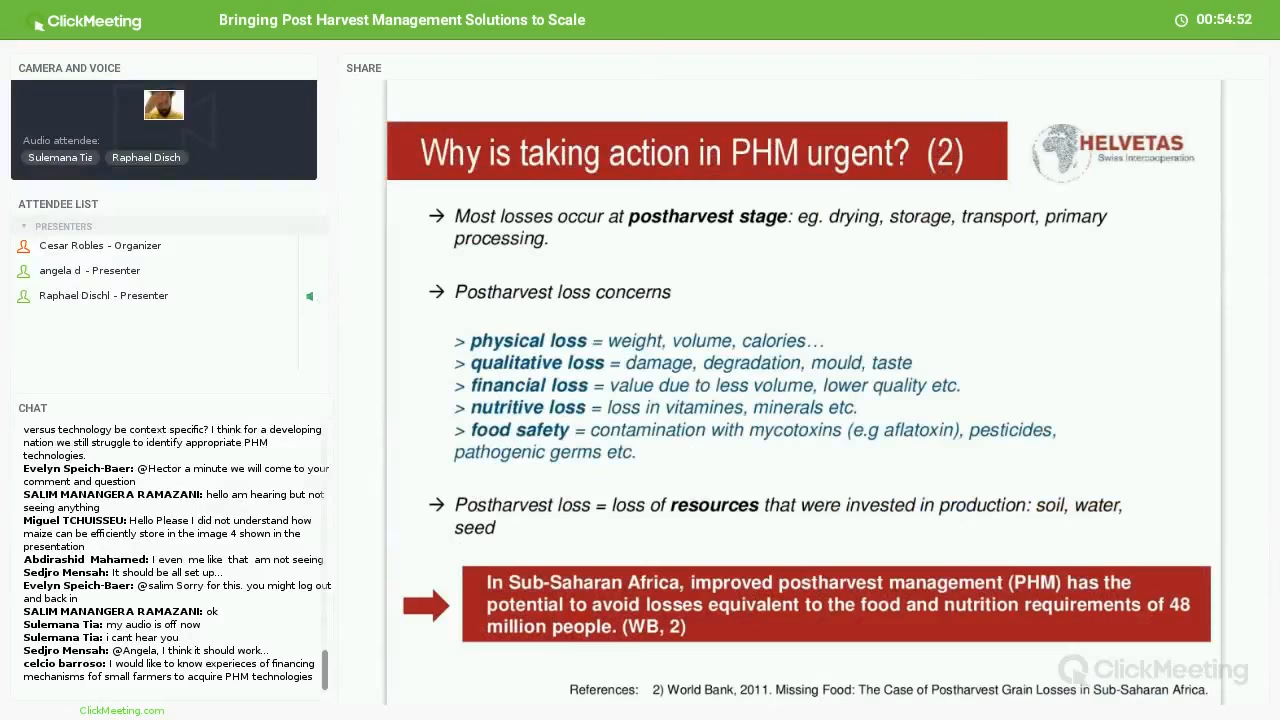 ClickMeeting
Bringing Post Harvest Management Solutions to Scale
00:54:52
CAMERA AND VOICE
Audio attendee:
Sulemana Tia
Raphael Disch
ATTENDEE LIST
PRESENTERS
Cesar Robles - Organizer
angela d - Presenter
Raphael Dischl - Presenter
CHAT
versus technology be context specific? I think for a developing
nation we still struggle to identify appropriate PHM
technologies.
Evelyn Speich-Baer: @Hector a minute we will come to your
comment and question
SALIM MANANGERA RAMAZANI: hello am hearing but not
seeing anything
Miguel TCHUISSEU: Hello Please I did not understand how
maize can be efficiently store in the image 4 shown in the
presentation
Abdirashid Mahamed: I even me like that am not seeing
Sedjro Mensah: It should be all set up...
Evelyn Speich-Baer: @salim Sorry for this. you might log out
and back in
SALIM MANANGERA RAMAZANI: ok
Sulemana Tia: my audio is off now
Sulemana Tia: i cant hear you
Sedjro Mensah: @Angela, I think it should work...
celcio barroso: I would like to know experieces of financing
mechanisms fof small farmers to acquire PHM technologies
ClickMeeting.com
SHARE
Why is taking action in PHM urgent? (2)
HELVETAS
Swiss Intercooperation
→ Most losses occur at postharvest stage: eg. drying, storage, transport, primary
processing.
→ Postharvest loss concerns
> physical loss = weight, volume, calories…
> qualitative loss = damage, degradation, mould, taste
> financial loss = value due to less volume, lower quality etc.
> nutritive loss = loss in vitamines, minerals etc.
> food safety = contamination with mycotoxins (e.g aflatoxin), pesticides,
pathogenic germs etc.
→ Postharvest loss = loss of resources that were invested in production: soil, water,
seed
In Sub-Saharan Africa, improved postharvest management (PHM) has the
potential to avoid losses equivalent to the food and nutrition requirements of 48
million people. (WB, 2)
ClickMeeting
References: 2) World Bank, 2011. Missing Food: The Case of Postharvest Grain Losses in Sub-Saharan Africa.